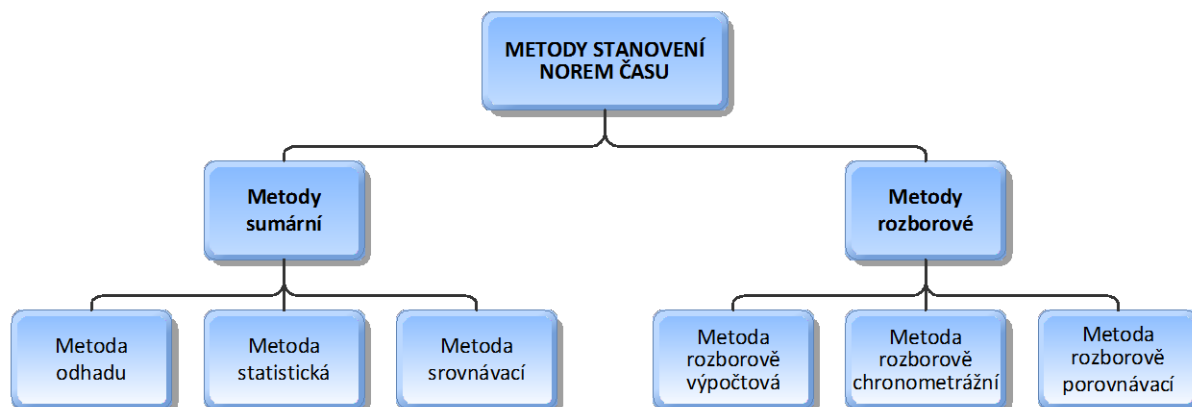 METODY STANOVENÍ
NOREM ČASU
Metody
sumární
Metody
rozborové
Metoda
odhadu
Metoda
statistická
Metoda
srovnávací
Metoda
rozborově
výpočtová
Metoda
rozborově
chronometrážní
Metoda
rozborově
porovnávací